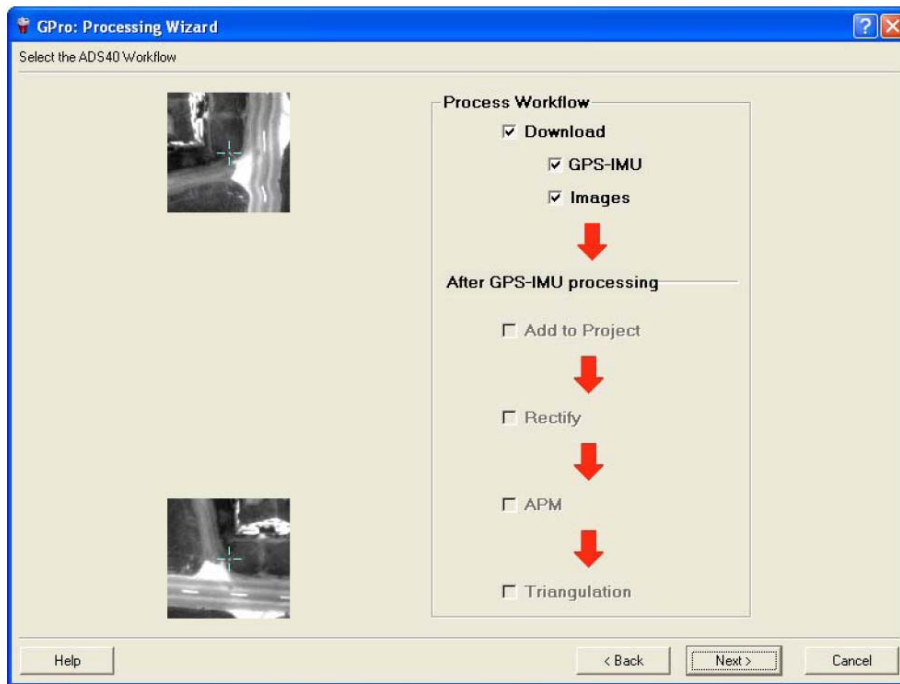 GPro: Processing Wizard
Select the ADS40 Workflow
Process Workflow
Download
GPS-IMU
Images
After GPS-IMU processing
Add to Project
Rectify
APM
Triangulation
Help
< Back
Next >
Cancel